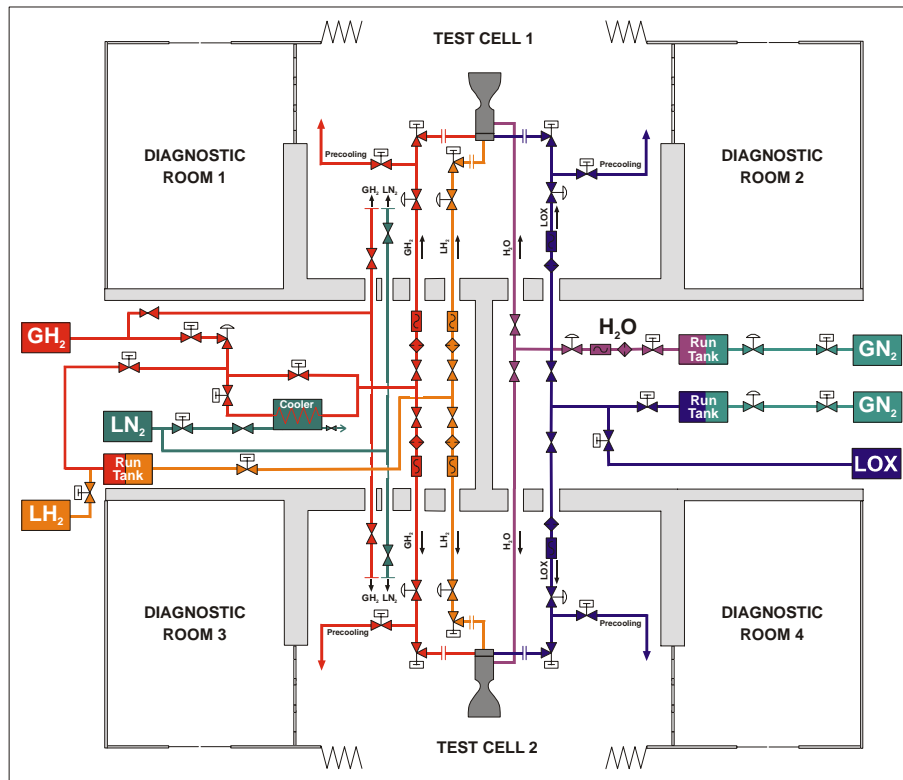 TEST CELL 1
DIAGNOSTIC
ROOM 1
DIAGNOSTIC
ROOM 2
Precooling
Precooling
GH₂
LN₂
LOX
GH₂
LH₂
H₂O
GH₂
H₂O
Run
Tank
GN₂
Cooler
Run
Tank
GN₂
LN₂
Run
Tank
LOX
LH₂
GH₂
LH₂
H₂O
LOX
GH₂
LN₂
DIAGNOSTIC
ROOM 3
DIAGNOSTIC
ROOM 4
Precooling
Precooling
TEST CELL 2